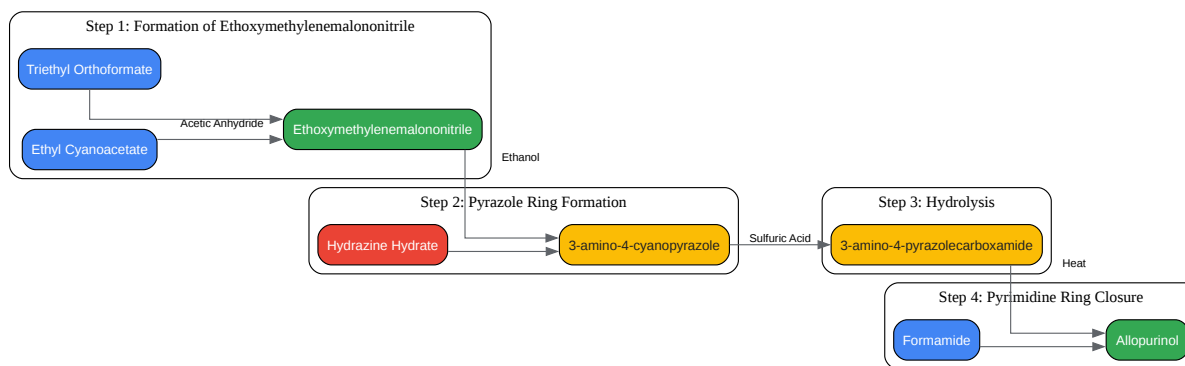 Step 1: Formation of Ethoxymethylenemalononitrile
Triethyl Orthoformate
Acetic Anhydride
Ethoxymethylenemalononitrile
Ethyl Cyanoacetate
Ethanol
Step 2: Pyrazole Ring Formation
Hydrazine Hydrate
3-amino-4-cyanopyrazole
Sulfuric Acid
Step 3: Hydrolysis
3-amino-4-pyrazolecarboxamide
Heat
Step 4: Pyrimidine Ring Closure
Formamide
Allopurinol